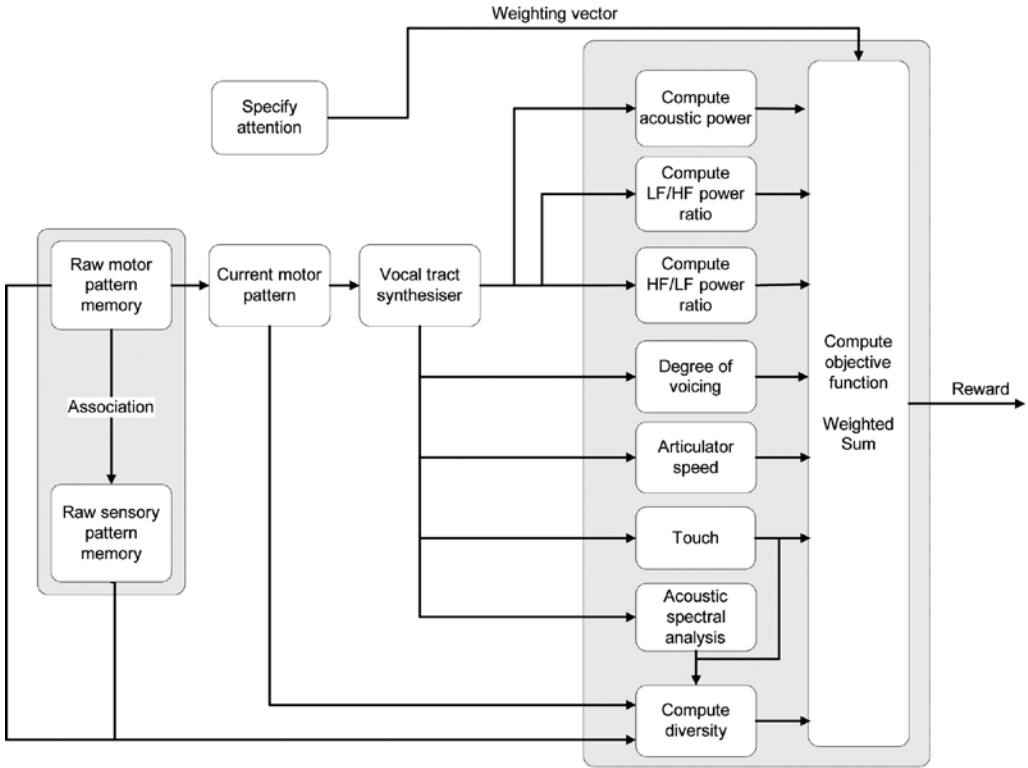 Weighting vector
Specify
attention
Compute
acoustic power
Compute
LF/HF power
ratio
Raw motor
pattern
memory
Current motor
pattern
Vocal tract
synthesiser
Compute
HF/LF power
ratio
Compute
objective
function
Weighted
Sum
Reward
Degree of
voicing
Association
Articulator
speed
Raw sensory
pattern
memory
Touch
Acoustic
spectral
analysis
Compute
diversity